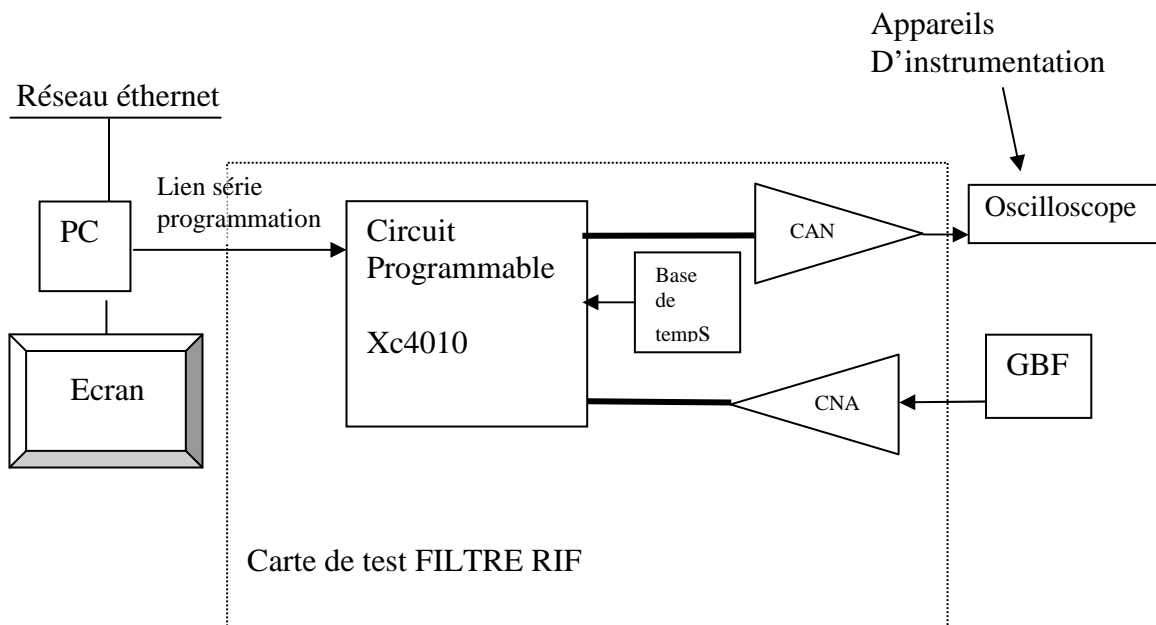 Appareils
D'instrumentation
Réseau éthernet
Lien série
programmation
PC
Circuit
Programmable
Xc4010
CAN
Oscilloscope
Base
de
tempS
Ecran
CNA
GBF
Carte de test FILTRE RIF